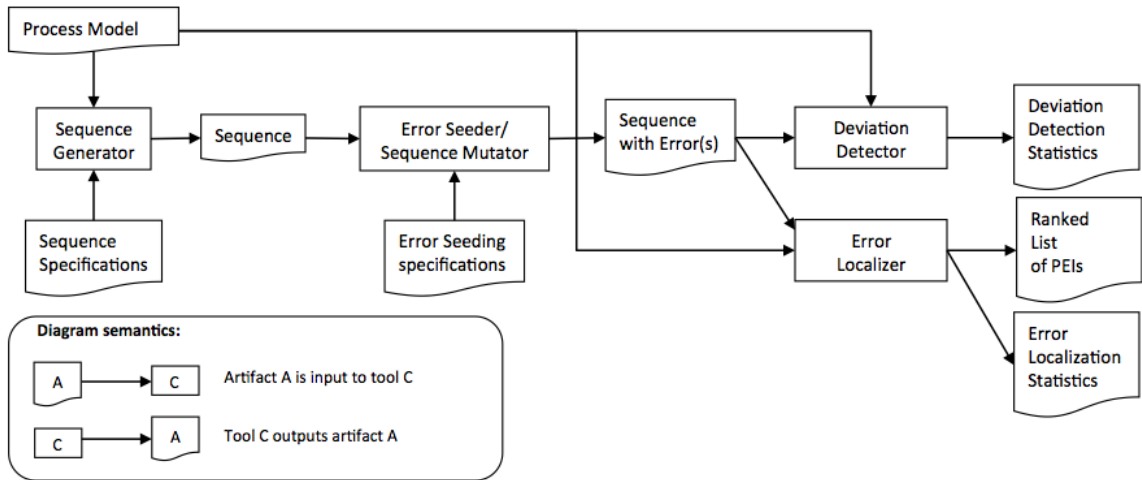 Process Model
Sequence
Generator
Sequence
Error Seeder/
Sequence Mutator
Sequence
with Error(s)
Deviation
Detector
Deviation
Detection
Statistics
Sequence
Specifications
Error Seeding
specifications
Error
Localizer
Ranked
List
of PEIs
Error
Localization
Statistics
Diagram semantics:
A
C
Artifact A is input to tool C
C
A
Tool C outputs artifact A